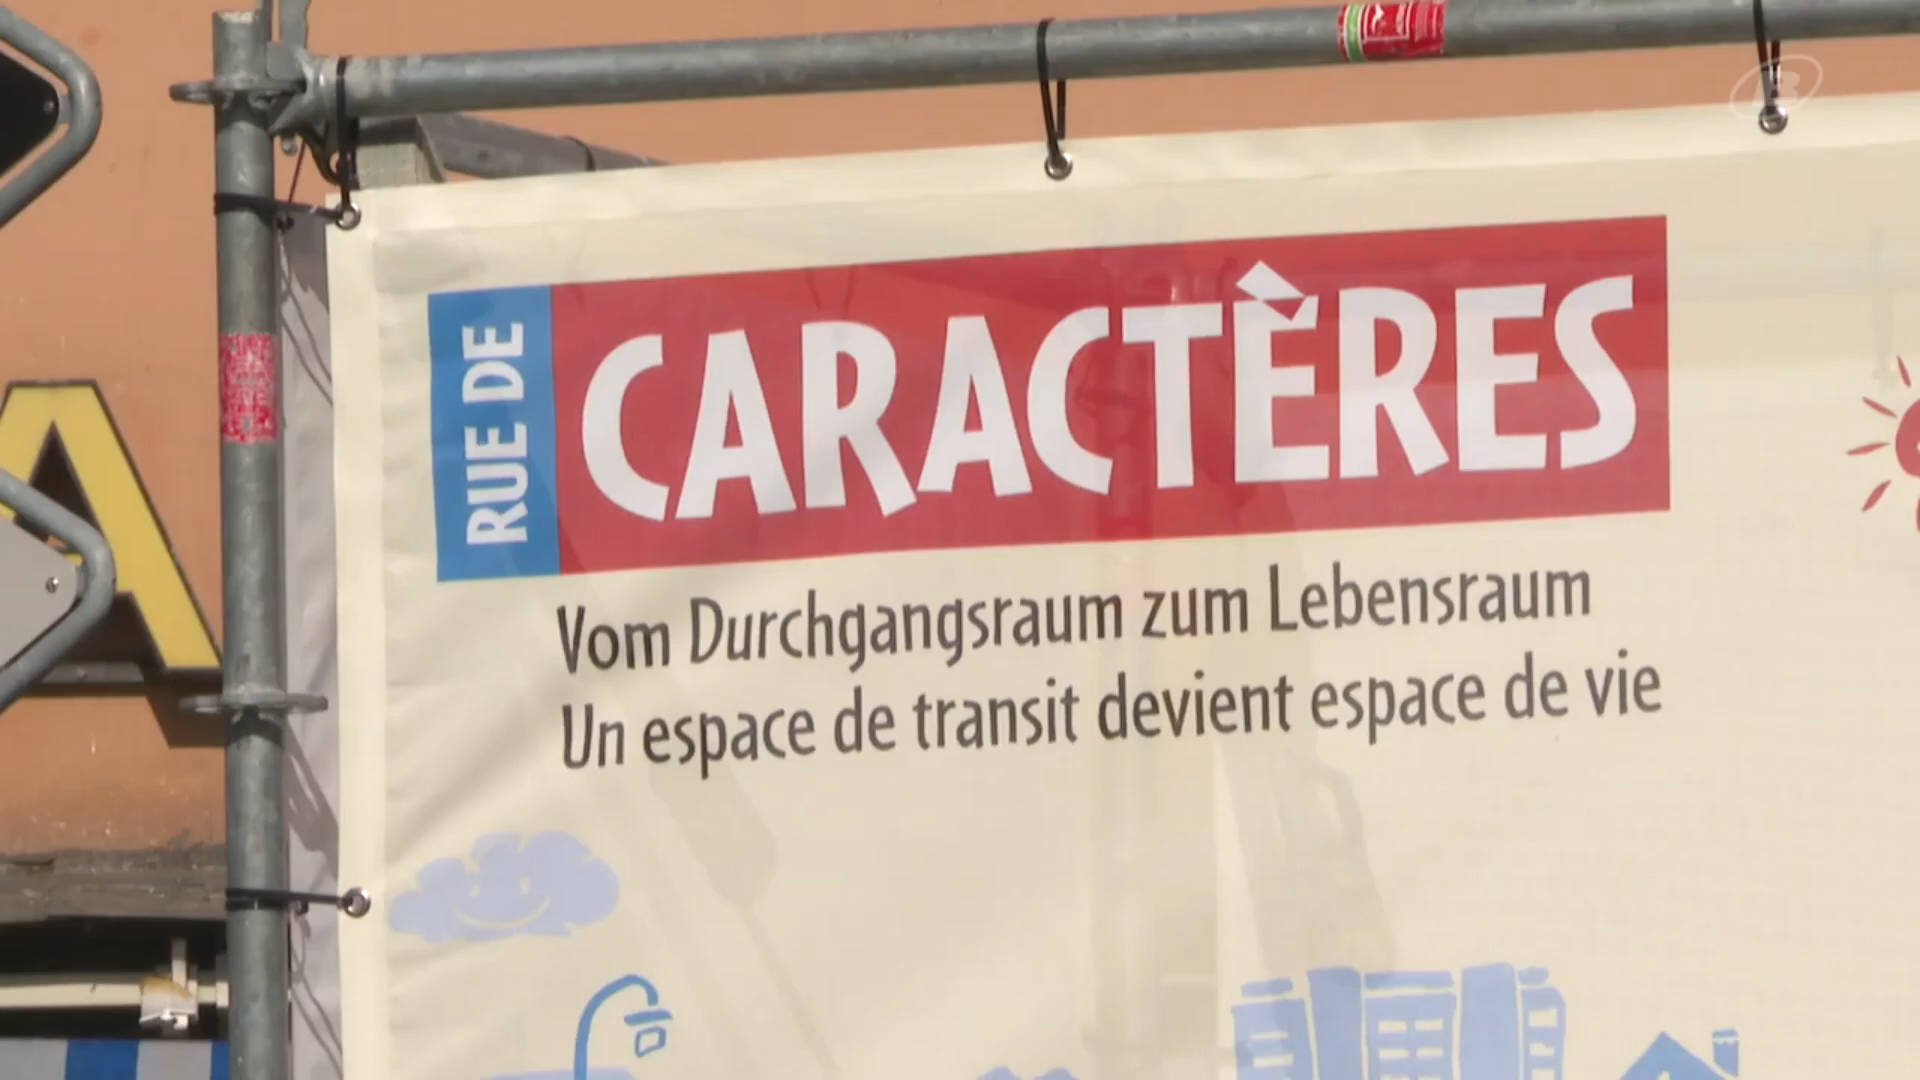 RUE DE
CARACTÈRES
Vom Durchgangsraum zum Lebensraum
Un espace de transit devient espace de vie
A